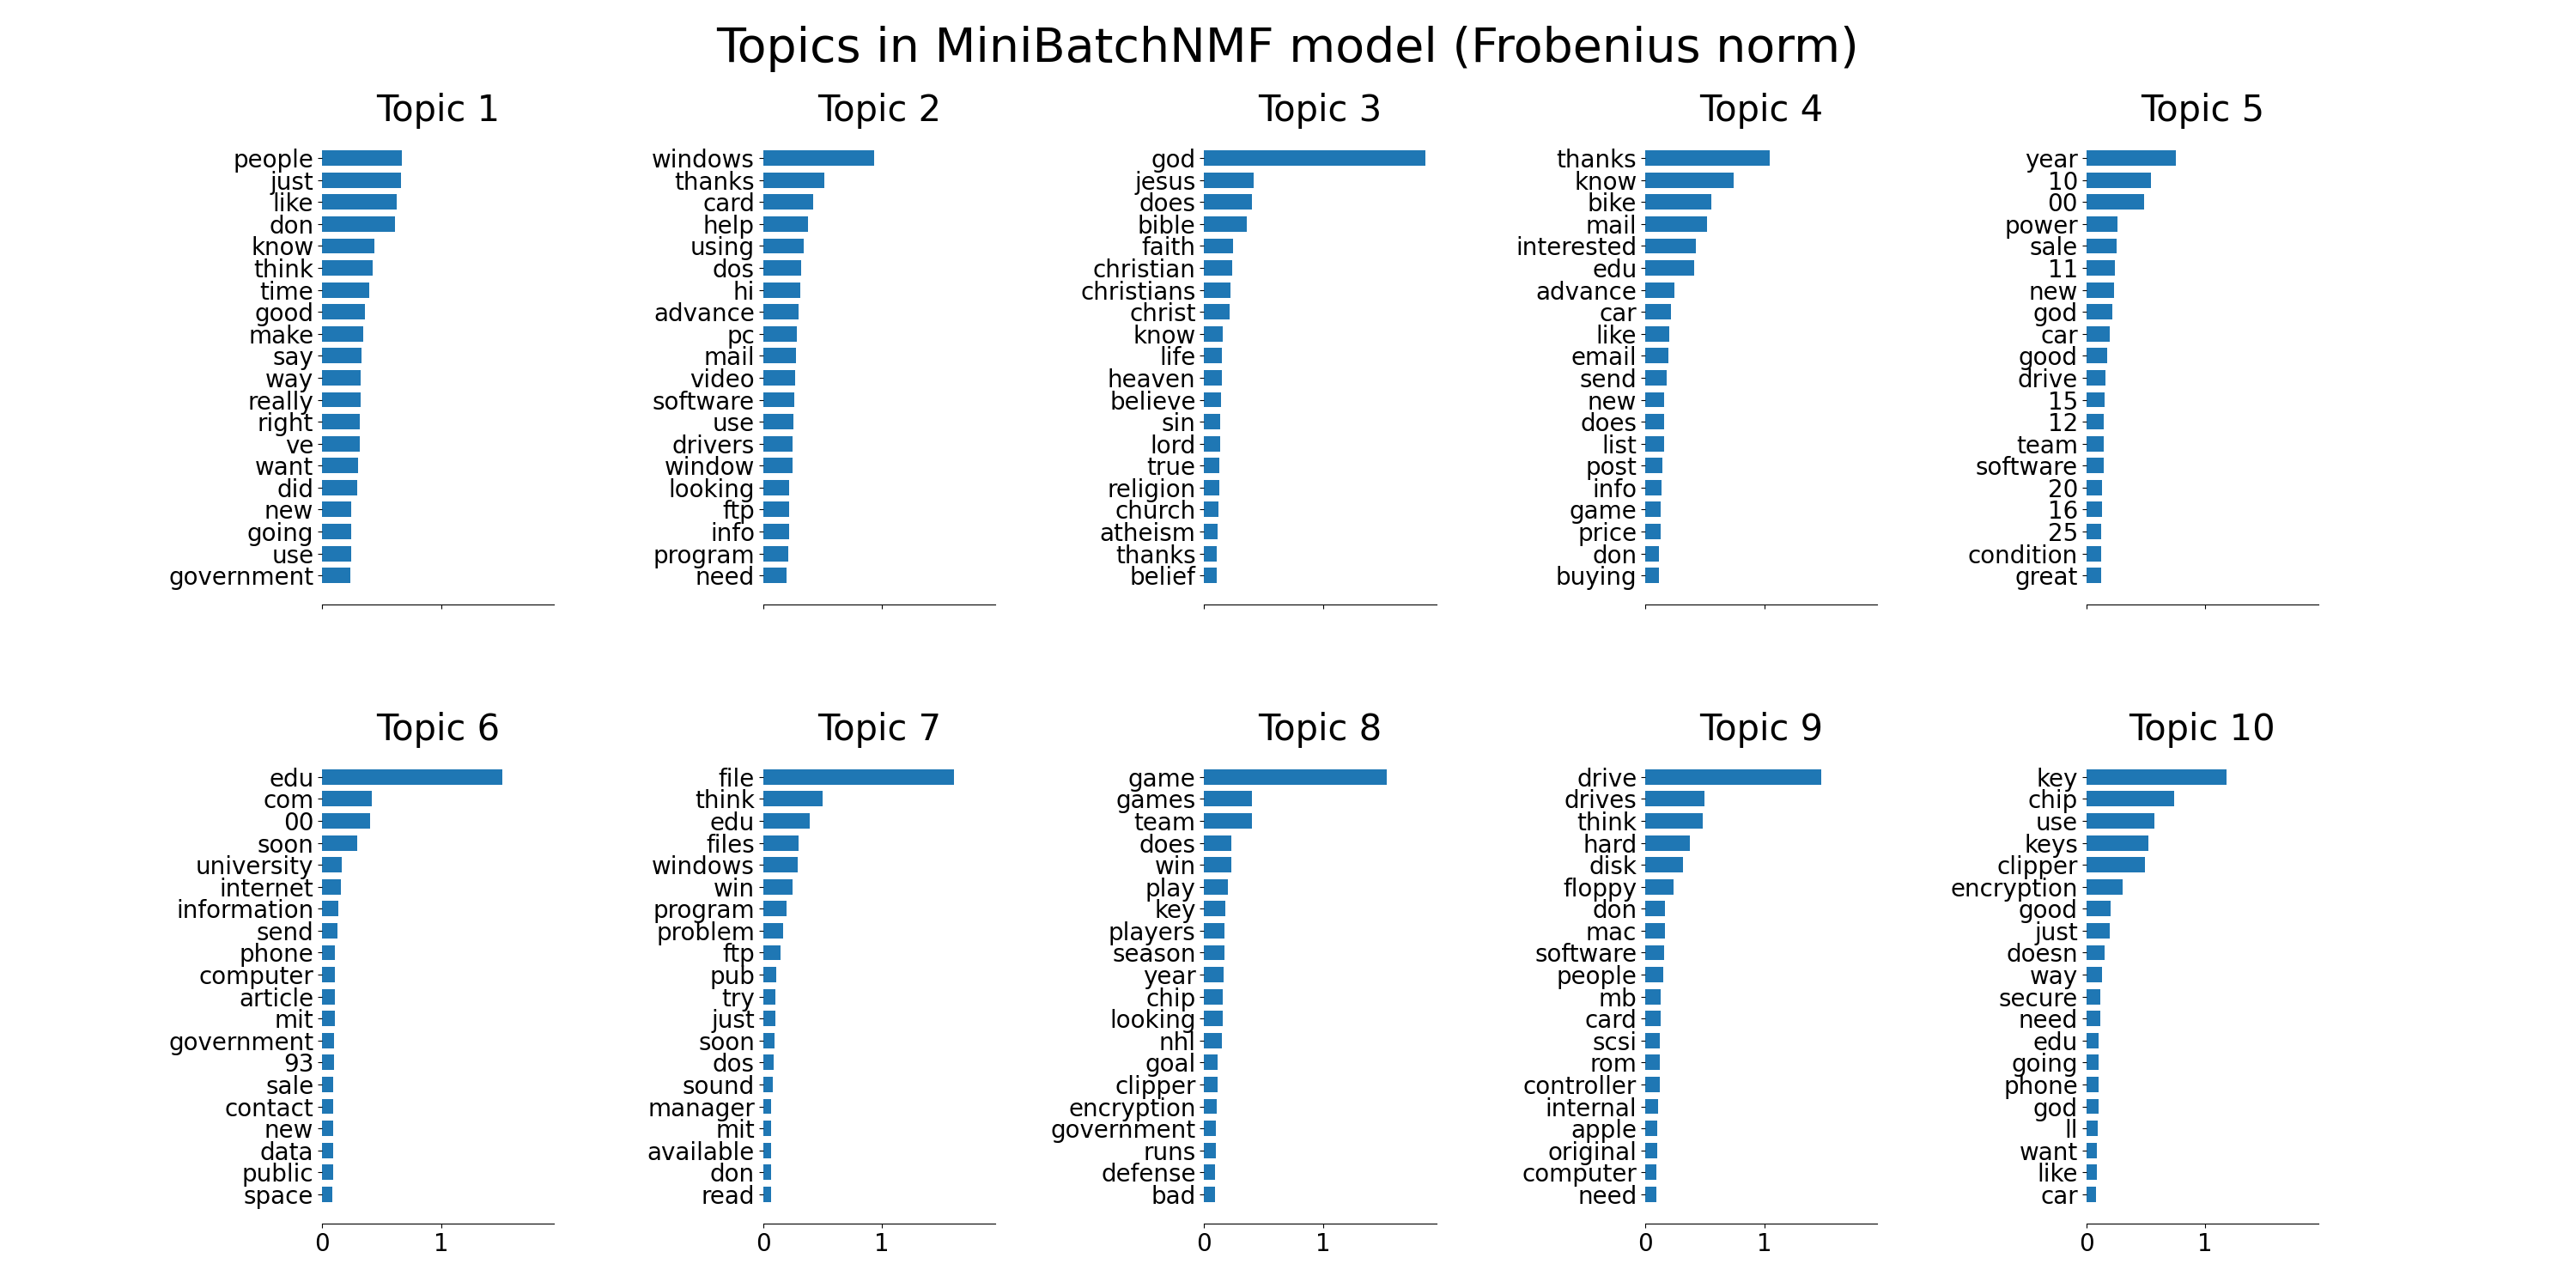 Topics in MiniBatchNMF model (Frobenius norm)
Topic 1
people
just
like
don
know
think
time
good
make
say
way
really
right
ve
want
did
new
going
use
government
Topic 2
windows
thanks
card
help
using
dos
hi
advance
pc
mail
video
software
use
drivers
window
looking
ftp
info
program
need
Topic 3
god
jesus
does
bible
faith
christian
christians
christ
know
life
heaven
believe
sin
lord
true
religion
church
atheism
thanks
belief
Topic 4
thanks
know
bike
mail
interested
edu
advance
car
like
email
send
new
does
list
post
info
game
price
don
buying
Topic 5
year
10
00
power
sale
11
new
god
car
good
drive
15
12
team
software
20
16
25
condition
great
Topic 6
edu
com
00
soon
university
internet
information
send
phone
computer
article
mit
government
93
sale
contact
new
data
public
space
0 1
Topic 7
file
think
edu
files
windows
win
program
problem
ftp
pub
try
just
soon
dos
sound
manager
mit
available
don
read
0 1
Topic 8
game
games
team
does
win
play
key
players
season
year
chip
looking
nhl
goal
clipper
encryption
government
runs
defense
bad
0 1
Topic 9
drive
drives
think
hard
disk
floppy
don
mac
software
people
mb
card
scsi
rom
controller
internal
apple
original
computer
need
0 1
Topic 10
key
chip
use
keys
clipper
encryption
good
just
doesn
way
secure
need
edu
going
phone
god
ll
want
like
car
0 1